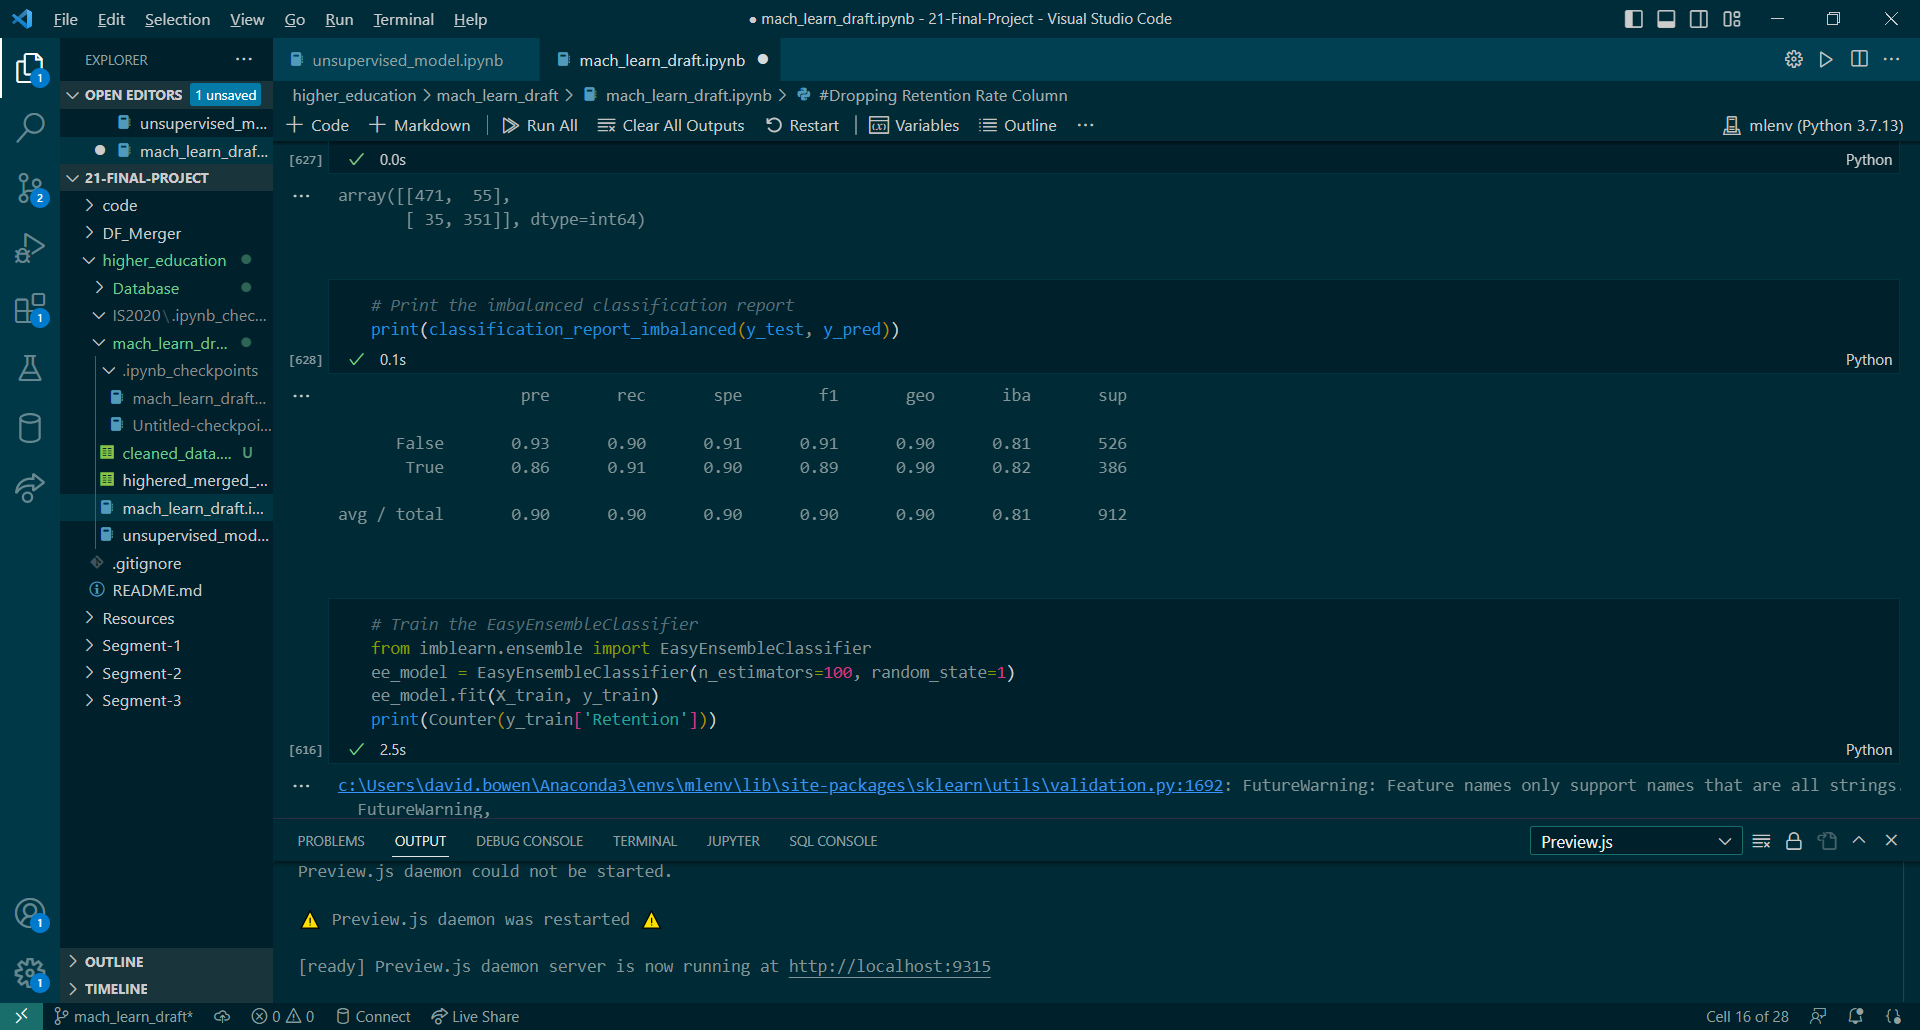 File Edit Selection View Go Run Terminal Help
● mach_learn_draft.ipynb - 21-Final-Project - Visual Studio Code
EXPLORER ···
OPEN EDITORS 1 unsaved
unsupervised_m...
mach_learn_draf...
21-FINAL-PROJECT
code
DF_Merger
higher_education
Database
IS2020\.ipynb_chec...
mach_learn_dr...
.ipynb_checkpoints
mach_learn_draft...
Untitled-checkpoi...
cleaned_data.... U
highered_merged_...
mach_learn_draft.i...
unsupervised_mod...
.gitignore
README.md
Resources
Segment-1
Segment-2
Segment-3
OUTLINE
TIMELINE
1
2
1
1
1
unsupervised_model.ipynb
mach_learn_draft.ipynb ●
higher_education > mach_learn_draft > mach_learn_draft.ipynb > #Dropping Retention Rate Column
+ Code + Markdown Run All Clear All Outputs Restart Variables Outline ···
mlenv (Python 3.7.13)
[627] ✓ 0.0s Python
array([[471,  55],
       [ 35, 351]], dtype=int64)
# Print the imbalanced classification report
print(classification_report_imbalanced(y_test, y_pred))
[628] ✓ 0.1s Python
pre rec spe f1 geo iba sup
False 0.93 0.90 0.91 0.91 0.90 0.81 526
True 0.86 0.91 0.90 0.89 0.90 0.82 386
avg / total 0.90 0.90 0.90 0.90 0.90 0.81 912
# Train the EasyEnsembleClassifier
from imblearn.ensemble import EasyEnsembleClassifier
ee_model = EasyEnsembleClassifier(n_estimators=100, random_state=1)
ee_model.fit(X_train, y_train)
print(Counter(y_train['Retention']))
[616] ✓ 2.5s Python
c:\Users\david.bowen\Anaconda3\envs\mlenv\lib\site-packages\sklearn\utils\validation.py:1692: FutureWarning: Feature names only support names that are all strings.
FutureWarning,
PROBLEMS OUTPUT DEBUG CONSOLE TERMINAL JUPYTER SQL CONSOLE
Preview.js
Preview.js daemon could not be started.
⚠ Preview.js daemon was restarted ⚠
[ready] Preview.js daemon server is now running at http://localhost:9315
mach_learn_draft* 0 0 Connect Live Share
Cell 16 of 28